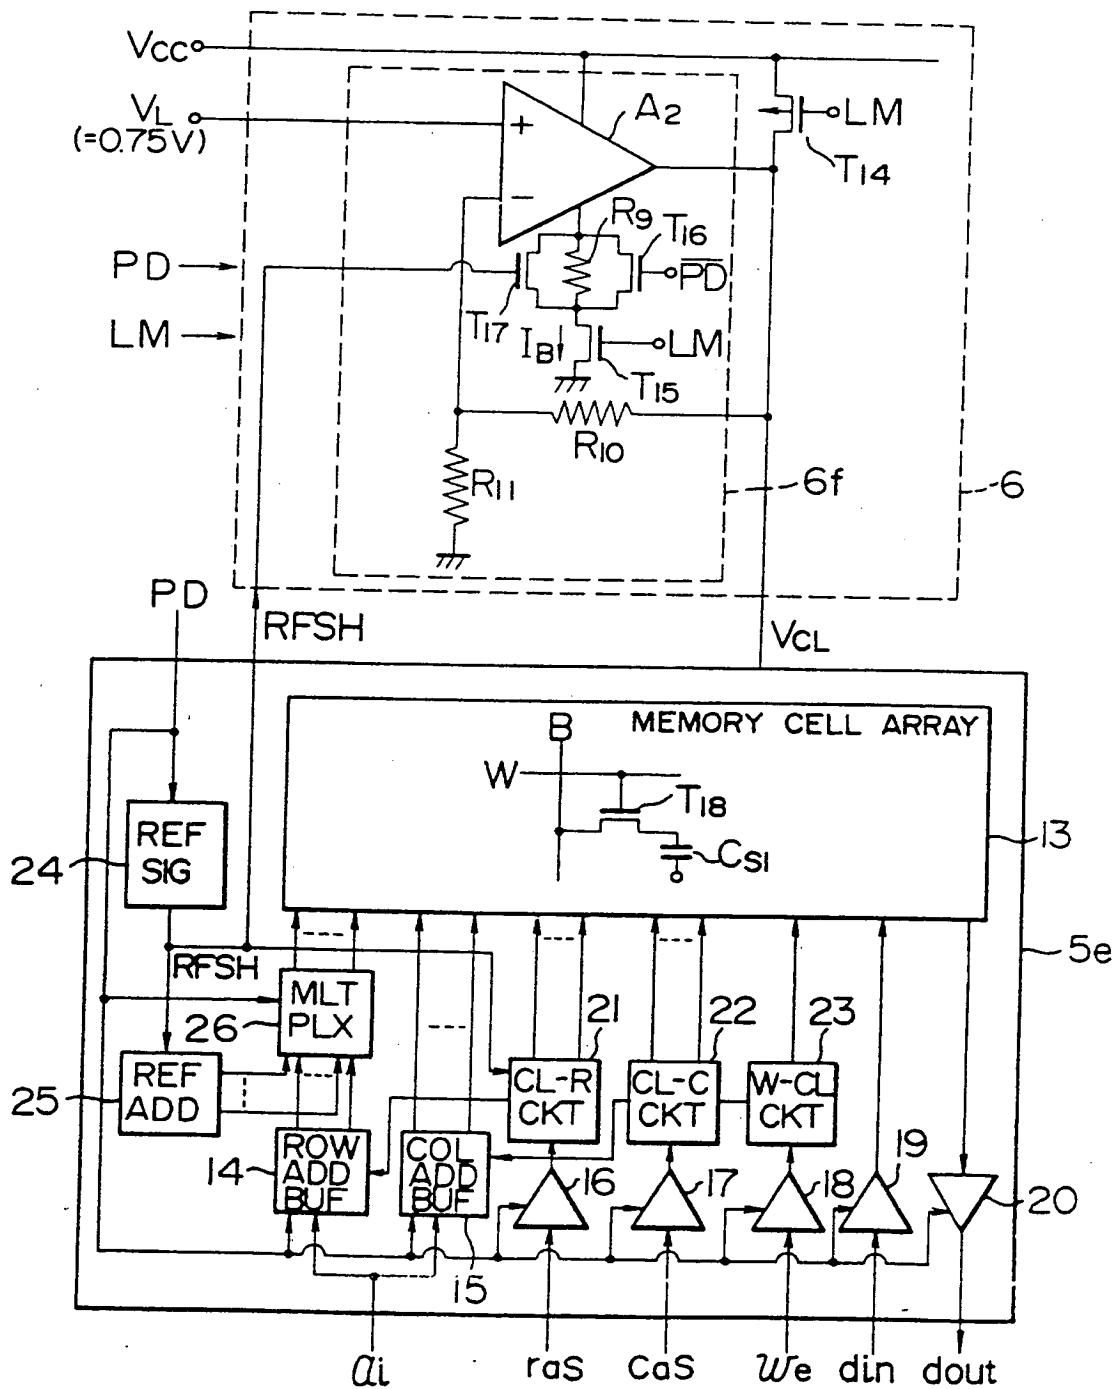 VCC
VL
(=0.75V)
A2
LM
T14
R9
T16
PD
PD
T17
LM
IB
LM
T15
R10
R11
6f
6
PD
RFSH
VCL
MEMORY CELL ARRAY
B
W
T18
CS1
13
REF
SIG
24
5e
RFSH
MLT
PLX
26
21
22
23
REF
ADD
25
CL-R
CKT
CL-C
CKT
W-CL
CKT
ROW
ADD
BUF
14
COL
ADD
BUF
15
16
17
18
19
20
ai
ras
cas
we
din
dout